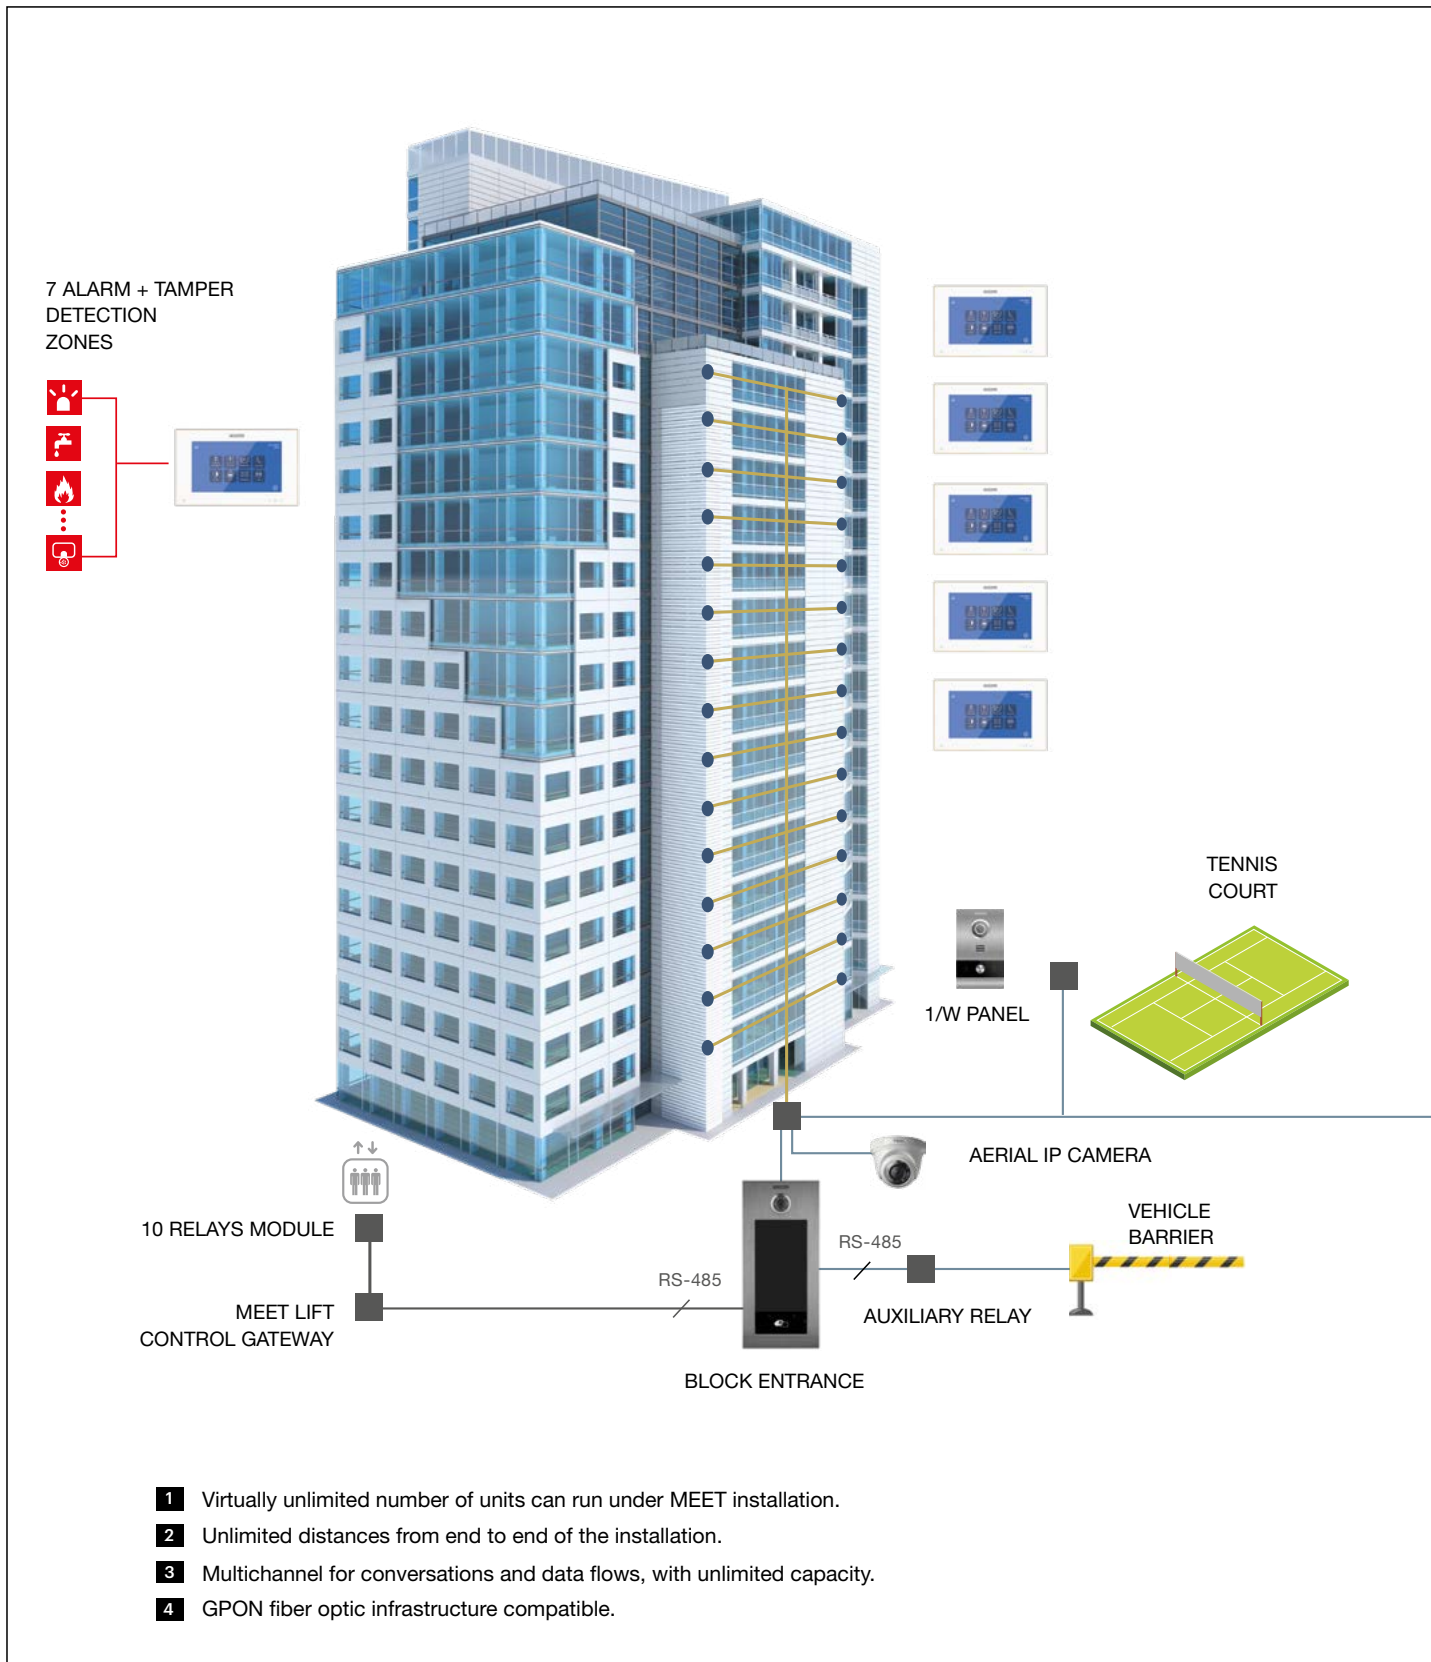 7 ALARM + TAMPER
DETECTION
ZONES
TENNIS
COURT
1/W PANEL
AERIAL IP CAMERA
10 RELAYS MODULE
VEHICLE
BARRIER
RS-485
RS-485
MEET LIFT
CONTROL GATEWAY
AUXILIARY RELAY
BLOCK ENTRANCE
1 Virtually unlimited number of units can run under MEET installation.
2 Unlimited distances from end to end of the installation.
3 Multichannel for conversations and data flows, with unlimited capacity.
4 GPON fiber optic infrastructure compatible.